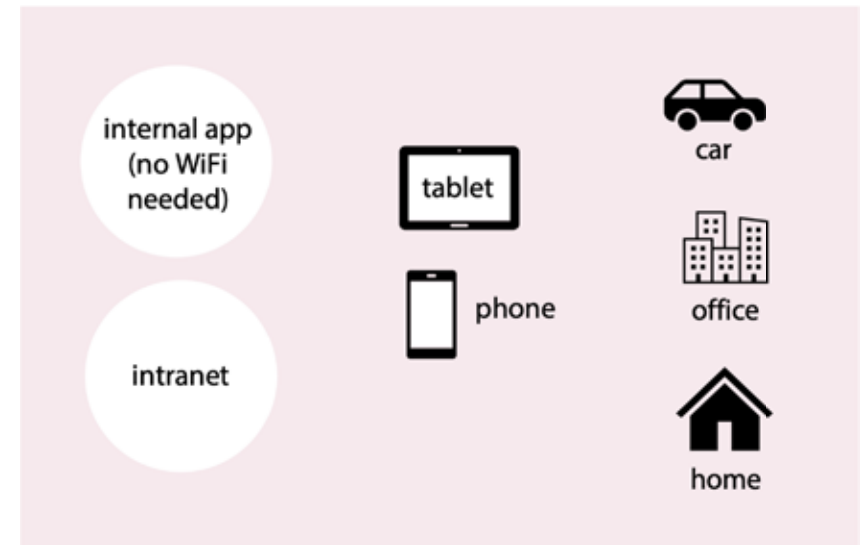 internal app
(no WiFi
needed)
intranet
tablet
phone
car
office
home